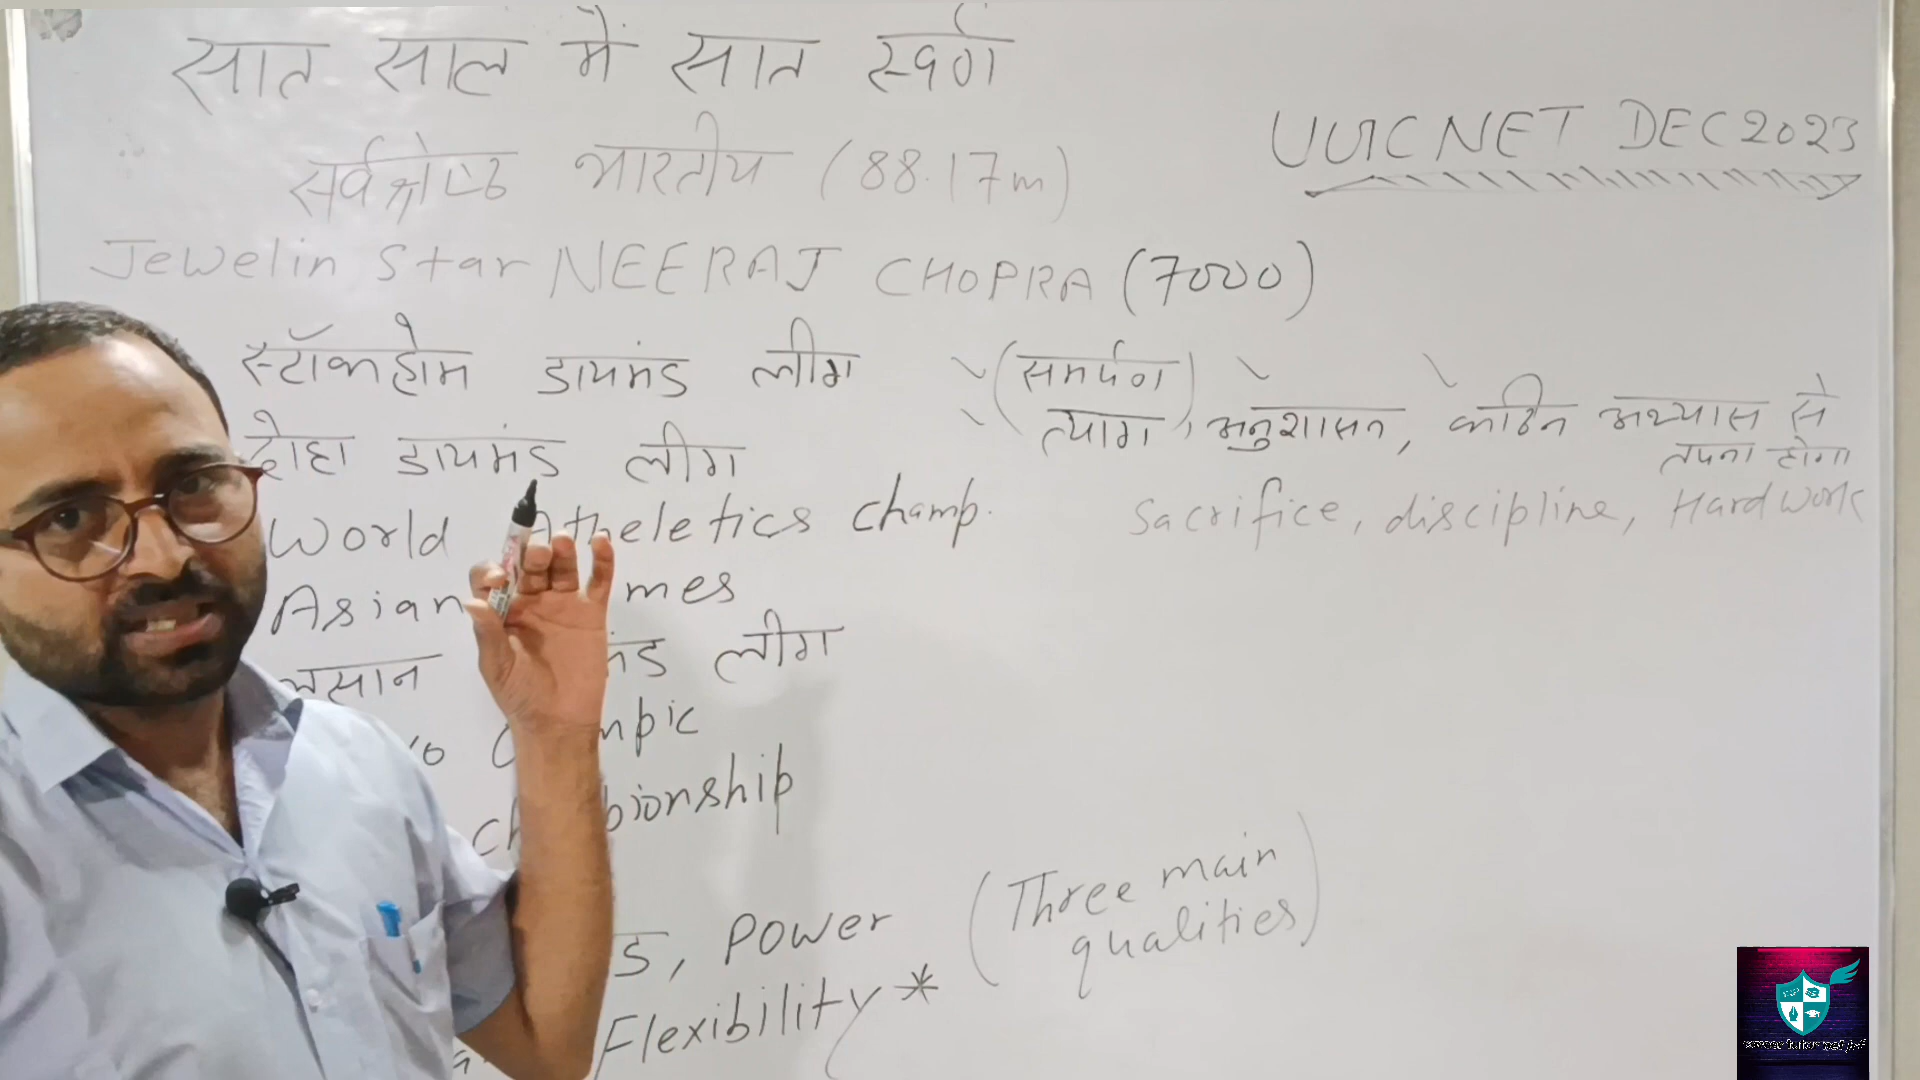 सात साल में सात स्वर्ण
सर्वश्रेष्ठ भारतीय (88.17m)
UGC NET DEC 2023
Jewelin Star NEERAJ CHOPRA (7000)
स्टॉकहोम डायमंड लीग
दोहा डायमंड लीग
World Atheletics champ.
Asian mes
लुसान मंड लीग
mpic
pionship
(समर्पण)
त्याग, अनुशासन, कठिन अभ्यास से
तपना होगा
Sacrifice, discipline, Hard work
s, Power
Flexibility *
(Three main
qualities)